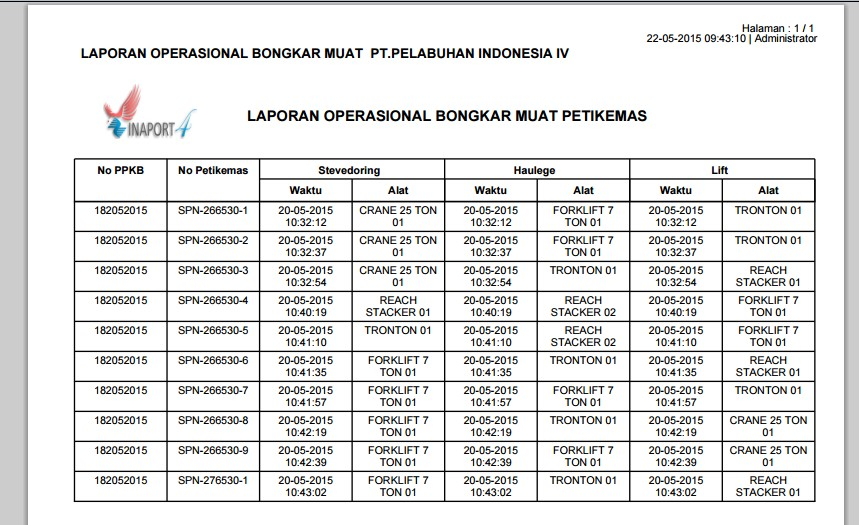 Halaman : 1 / 1
22-05-2015 09:43:10 | Administrator
LAPORAN OPERASIONAL BONGKAR MUAT PT.PELABUHAN INDONESIA IV
INAPORT 4
LAPORAN OPERASIONAL BONGKAR MUAT PETIKEMAS
No PPKB No Petikemas Stevedoring Haulege Lift
Waktu Alat Waktu Alat Waktu Alat
182052015 SPN-266530-1 20-05-2015 CRANE 25 TON 20-05-2015 FORKLIFT 7 20-05-2015 TRONTON 01
10:32:12 01 10:32:12 TON 01 10:32:12
182052015 SPN-266530-2 20-05-2015 CRANE 25 TON 20-05-2015 FORKLIFT 7 20-05-2015 TRONTON 01
10:32:37 01 10:32:37 TON 01 10:32:37
182052015 SPN-266530-3 20-05-2015 CRANE 25 TON 20-05-2015 TRONTON 01 20-05-2015 REACH
10:32:54 01 10:32:54 10:32:54 STACKER 01
182052015 SPN-266530-4 20-05-2015 REACH 20-05-2015 REACH 20-05-2015 FORKLIFT 7
10:40:19 STACKER 01 10:40:19 STACKER 02 10:40:19 TON 01
182052015 SPN-266530-5 20-05-2015 TRONTON 01 20-05-2015 REACH 20-05-2015 FORKLIFT 7
10:41:10 10:41:10 STACKER 02 10:41:10 TON 01
182052015 SPN-266530-6 20-05-2015 FORKLIFT 7 20-05-2015 TRONTON 01 20-05-2015 REACH
10:41:35 TON 01 10:41:35 10:41:35 STACKER 01
182052015 SPN-266530-7 20-05-2015 FORKLIFT 7 20-05-2015 FORKLIFT 7 20-05-2015 TRONTON 01
10:41:57 TON 01 10:41:57 TON 01 10:41:57
182052015 SPN-266530-8 20-05-2015 FORKLIFT 7 20-05-2015 TRONTON 01 20-05-2015 CRANE 25 TON
10:42:19 TON 01 10:42:19 10:42:19 01
182052015 SPN-266530-9 20-05-2015 FORKLIFT 7 20-05-2015 FORKLIFT 7 20-05-2015 CRANE 25 TON
10:42:39 TON 01 10:42:39 TON 01 10:42:39 01
182052015 SPN-276530-1 20-05-2015 FORKLIFT 7 20-05-2015 TRONTON 01 20-05-2015 REACH
10:43:02 TON 01 10:43:02 10:43:02 STACKER 01